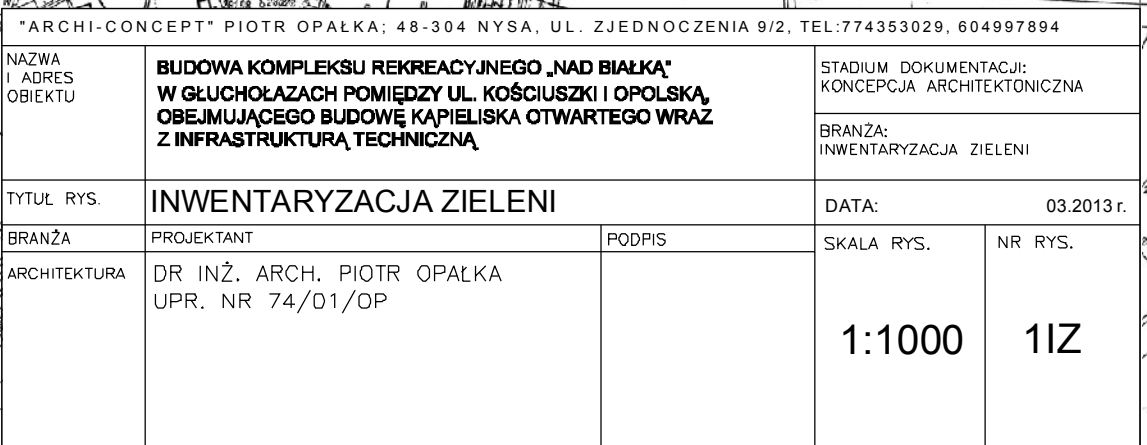 "ARCHI-CONCEPT" PIOTR OPAŁKA; 48-304 NYSA, UL. ZJEDNOCZENIA 9/2, TEL:774353029, 604997894
NAZWA
I ADRES
OBIEKTU
BUDOWA KOMPLEKSU REKREACYJNEGO „NAD BIAŁKĄ"
W GŁUCHOŁAZACH POMIĘDZY UL. KOŚCIUSZKI I OPOLSKĄ,
OBEJMUJĄCEGO BUDOWĘ KĄPIELISKA OTWARTEGO WRAZ
Z INFRASTRUKTURĄ TECHNICZNĄ
STADIUM DOKUMENTACJI:
KONCEPCJA ARCHITEKTONICZNA
BRANŻA:
INWENTARYZACJA ZIELENI
TYTUŁ RYS.
INWENTARYZACJA ZIELENI
DATA: 03.2013 r.
BRANŻA
PROJEKTANT
PODPIS
SKALA RYS.
NR RYS.
ARCHITEKTURA
DR INŻ. ARCH. PIOTR OPAŁKA
UPR. NR 74/01/OP
1:1000
1IZ